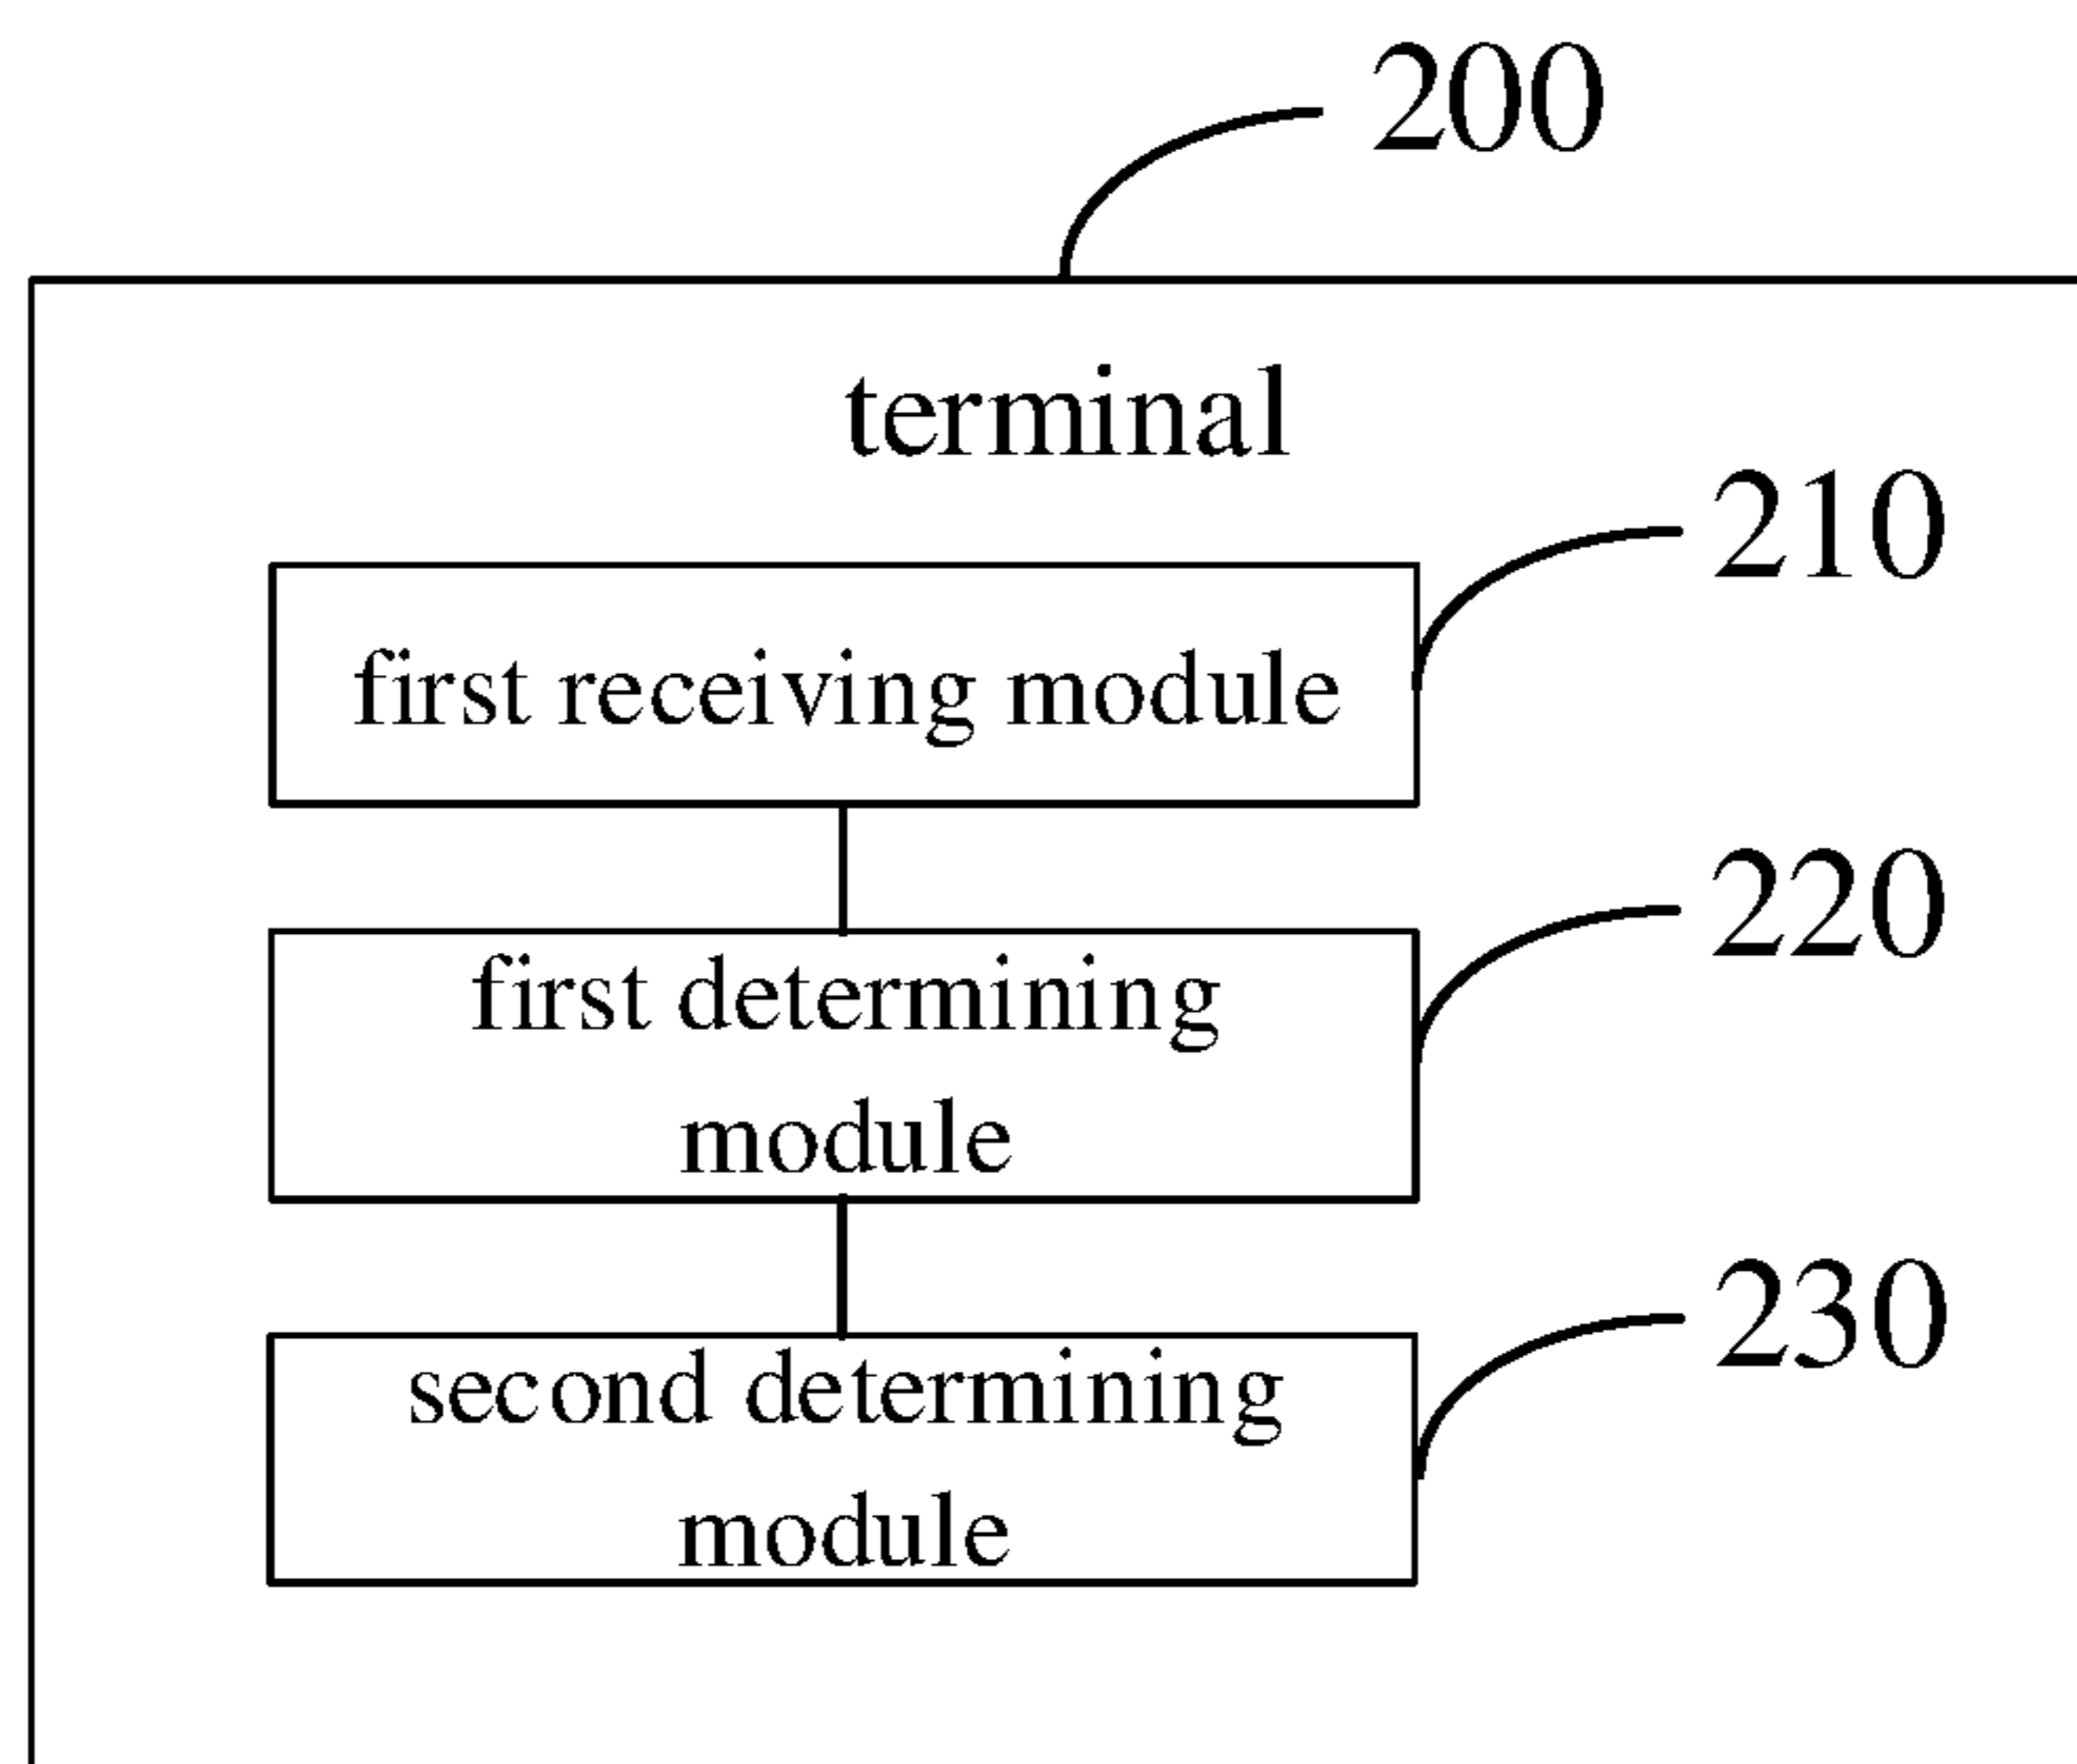 200
terminal
210
first receiving module
220
first determining
module
230
second determining
module